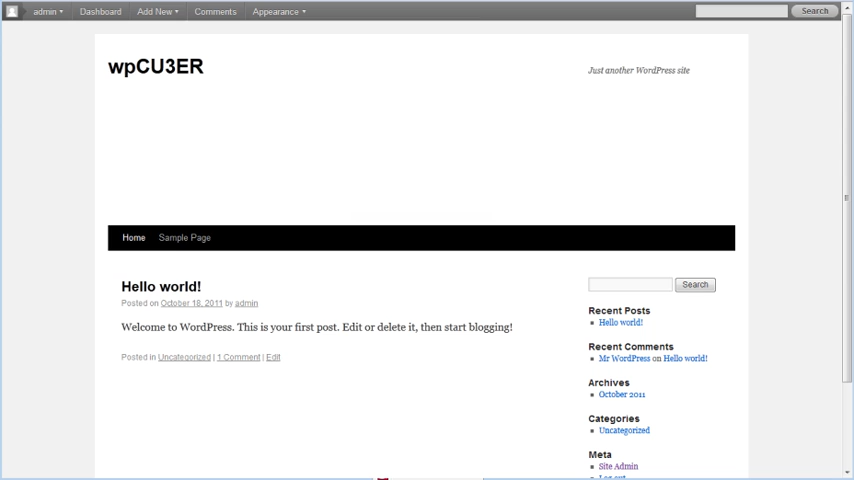 admin Dashboard Add New Comments Appearance Search
wpCU3ER
Just another WordPress site
Home Sample Page
Hello world!
Posted on October 18, 2011 by admin
Welcome to WordPress. This is your first post. Edit or delete it, then start blogging!
Posted in Uncategorized | 1 Comment | Edit
Search
Recent Posts
Hello world!
Recent Comments
Mr WordPress on Hello world!
Archives
October 2011
Categories
Uncategorized
Meta
Site Admin
Log out